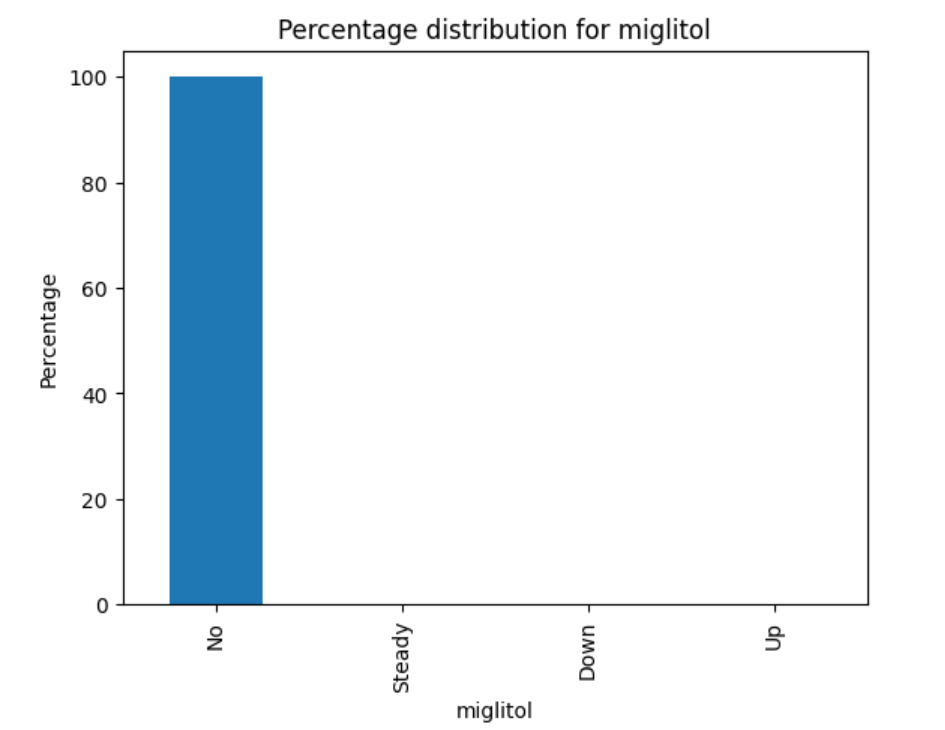 Percentage distribution for miglitol
100
80
60
40
20
0
Percentage
No
Steady
Down
Up
miglitol